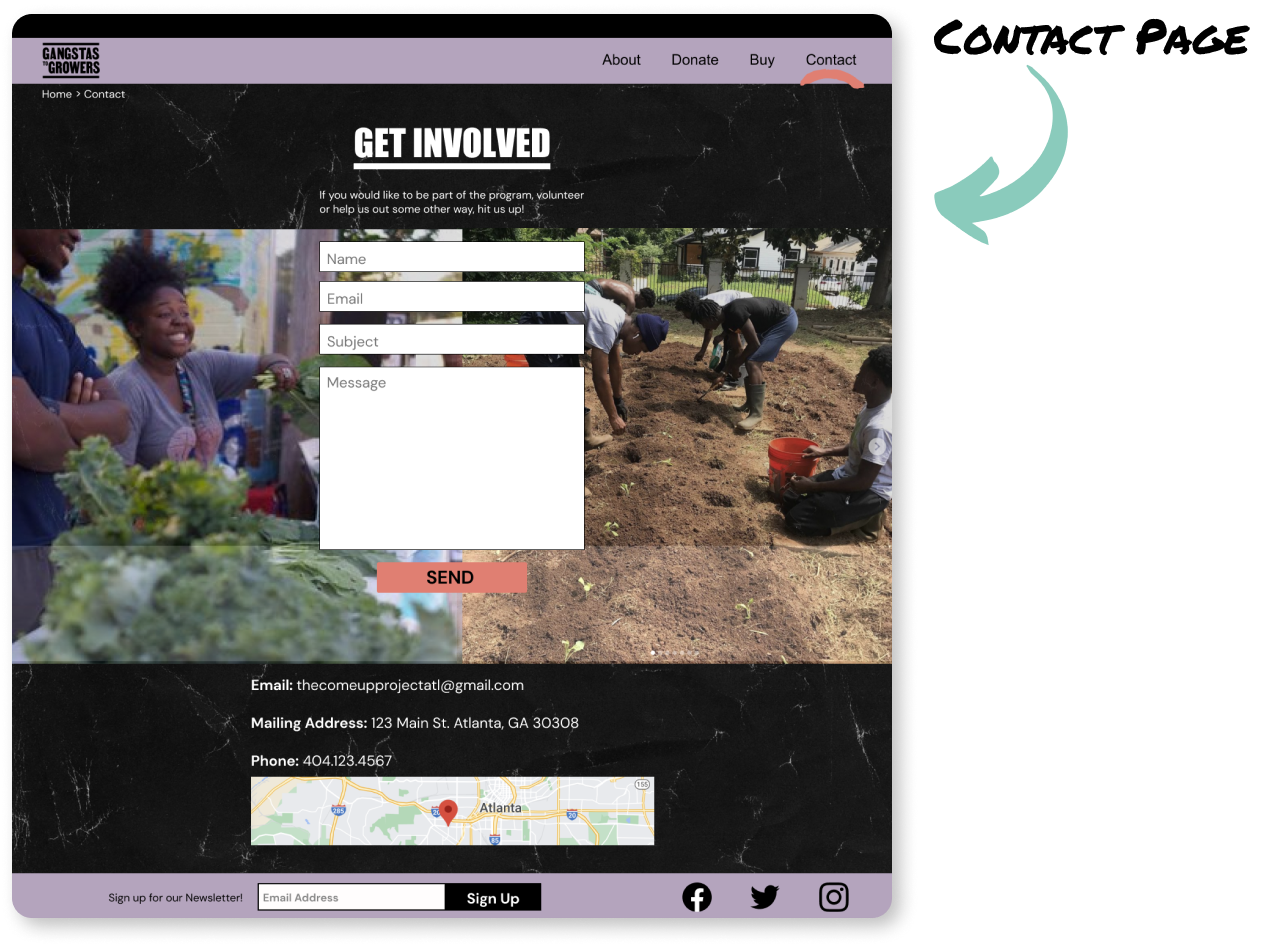 CONTACT PAGE
GANGSTAS
TO GROWERS
About Donate Buy Contact
Home > Contact
GET INVOLVED
If you would like to be part of the program, volunteer
or help us out some other way, hit us up!
Name
Email
Subject
Message
SEND
Email: thecomeupprojectatl@gmail.com
Mailing Address: 123 Main St. Atlanta, GA 30308
Phone: 404.123.4567
155
285
20
Atlanta
20
85
Sign up for our Newsletter! Email Address Sign Up